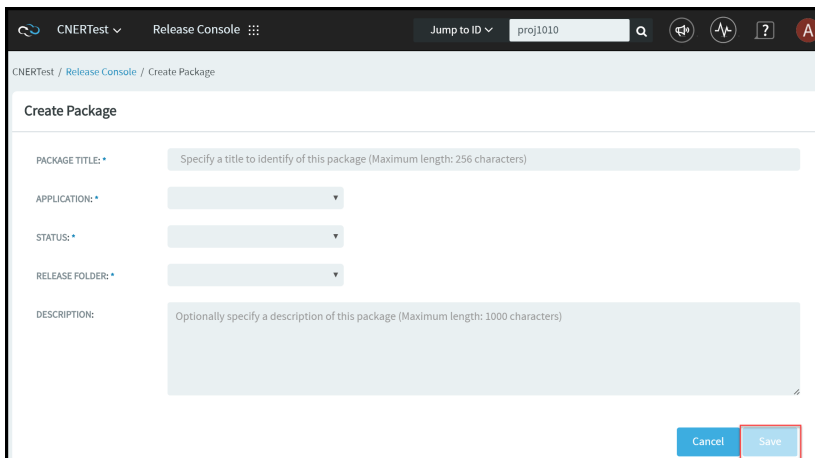 CNERTest Release Console Jump to ID proj1010 ? A
CNERTest / Release Console / Create Package
Create Package
PACKAGE TITLE: * Specify a title to identify of this package (Maximum length: 256 characters)
APPLICATION: *
STATUS: *
RELEASE FOLDER: *
DESCRIPTION: Optionally specify a description of this package (Maximum length: 1000 characters)
Cancel Save